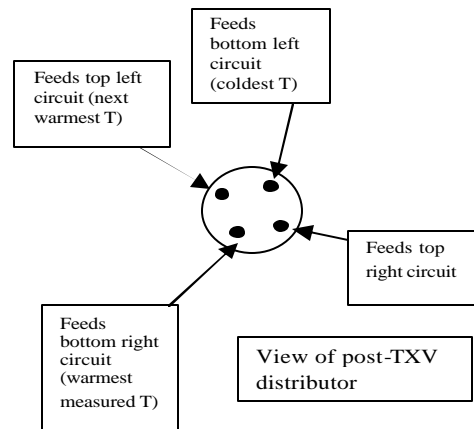 Feeds
bottom left
circuit
(coldest T)
Feeds top left
circuit (next
warmest T)
Feeds top
right circuit
Feeds
bottom right
circuit
(warmest
measured T)
View of post-TXV
distributor